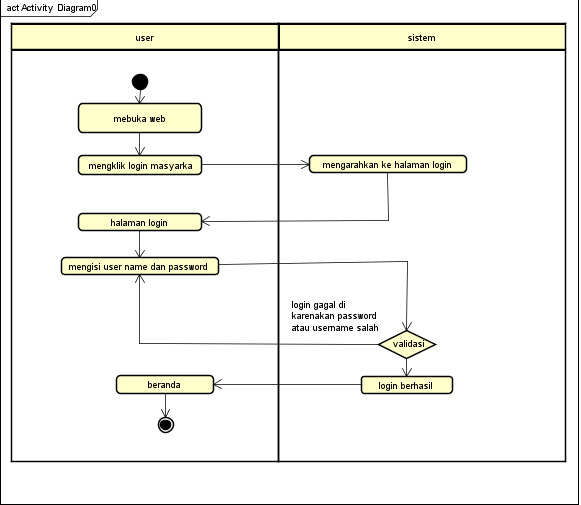 act Activity Diagram0
user
sistem
mebuka web
mengklik login masyarka
mengarahkan ke halaman login
halaman login
mengisi user name dan password
login gagal di
karenakan password
atau username salah
validasi
beranda
login berhasil